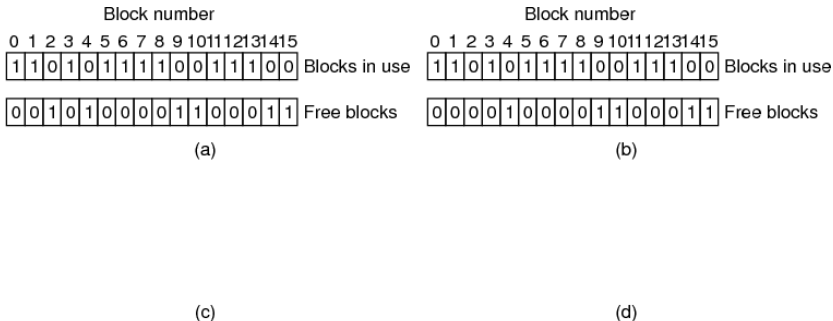 Block number
0 1 2 3 4 5 6 7 8 9 10 11 12 13 14 15
1 1 0 1 0 1 1 1 1 0 0 1 1 1 0 0 Blocks in use
0 0 1 0 1 0 0 0 0 1 1 0 0 0 1 1 Free blocks
(a)
Block number
0 1 2 3 4 5 6 7 8 9 10 11 12 13 14 15
1 1 0 1 0 1 1 1 1 0 0 1 1 1 0 0 Blocks in use
0 0 0 0 1 0 0 0 0 1 1 0 0 0 1 1 Free blocks
(b)
(c)
(d)